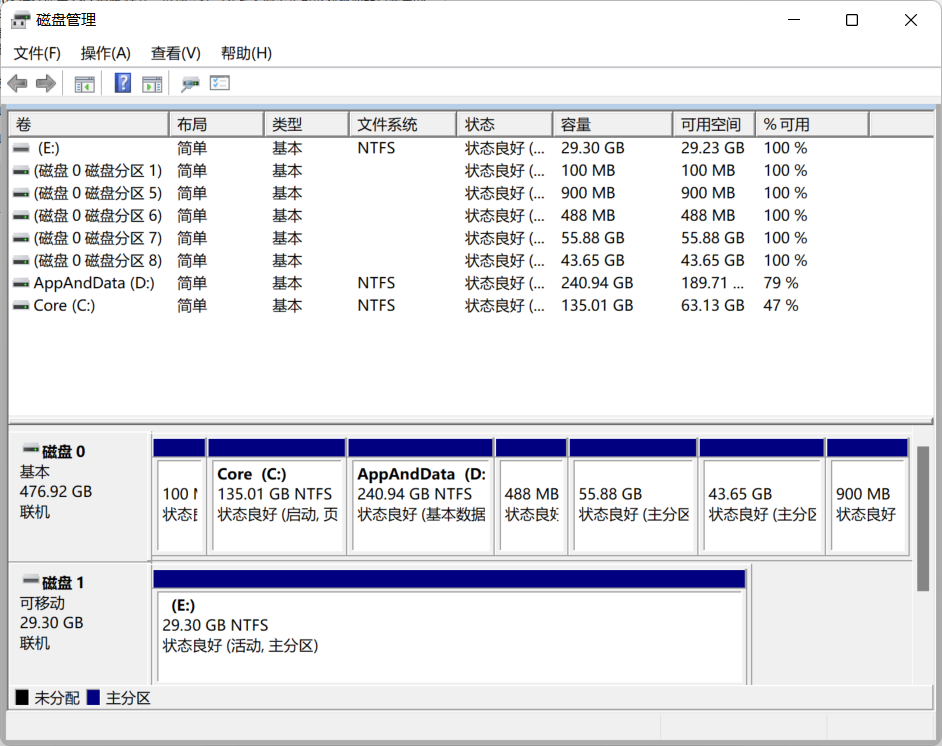 磁盘管理
文件(F) 操作(A) 查看(V) 帮助(H)
卷 布局 类型 文件系统 状态 容量 可用空间 % 可用
(E:) 简单 基本 NTFS 状态良好 (... 29.30 GB 29.23 GB 100 %
(磁盘 0 磁盘分区 1) 简单 基本 状态良好 (... 100 MB 100 MB 100 %
(磁盘 0 磁盘分区 5) 简单 基本 状态良好 (... 900 MB 900 MB 100 %
(磁盘 0 磁盘分区 6) 简单 基本 状态良好 (... 488 MB 488 MB 100 %
(磁盘 0 磁盘分区 7) 简单 基本 状态良好 (... 55.88 GB 55.88 GB 100 %
(磁盘 0 磁盘分区 8) 简单 基本 状态良好 (... 43.65 GB 43.65 GB 100 %
AppAndData (D:) 简单 基本 NTFS 状态良好 (... 240.94 GB 189.71 ... 79 %
Core (C:) 简单 基本 NTFS 状态良好 (... 135.01 GB 63.13 GB 47 %
磁盘 0
基本
476.92 GB
联机
100
状态
Core (C:)
135.01 GB NTFS
状态良好 (启动, 页
AppAndData (D:
240.94 GB NTFS
状态良好 (基本数据
488 MB
状态良好
55.88 GB
状态良好 (主分区
43.65 GB
状态良好 (主分区
900 MB
状态良好
磁盘 1
可移动
29.30 GB
联机
(E:)
29.30 GB NTFS
状态良好 (活动, 主分区)
未分配 主分区